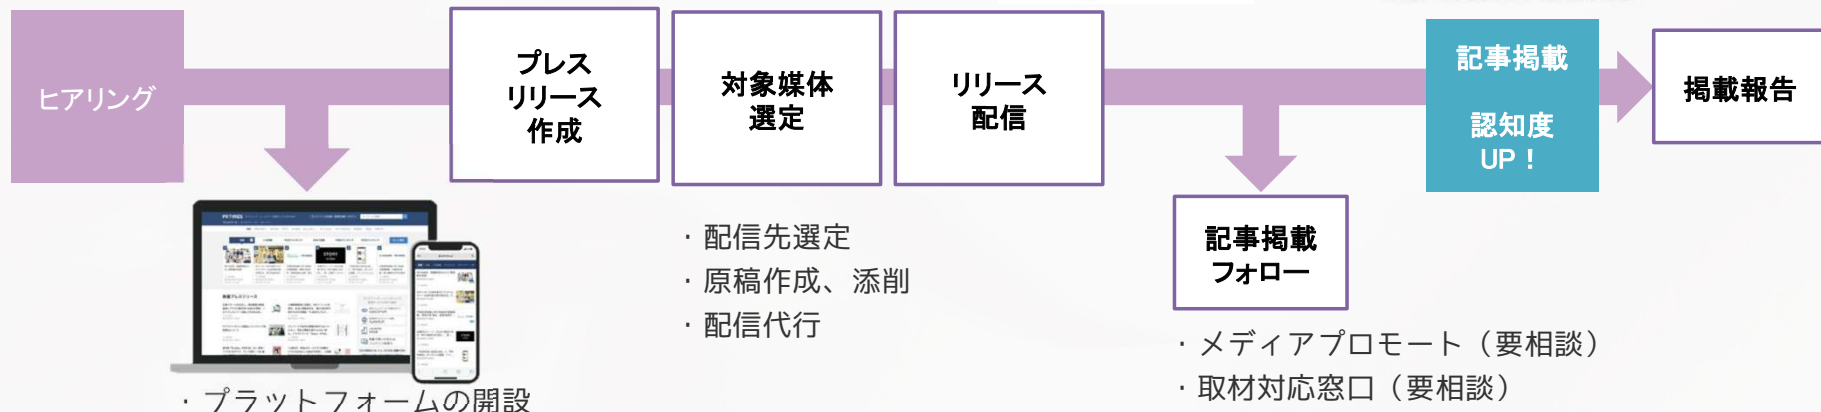 ヒアリング
プレス
リリース
作成
対象媒体
選定
リリース
配信
記事掲載
認知度
UP！
掲載報告
PR TIMES
・プラットフォームの開設
・配信先選定
・原稿作成、添削
・配信代行
記事掲載
フォロー
・メディアプロモート（要相談）
・取材対応窓口（要相談）